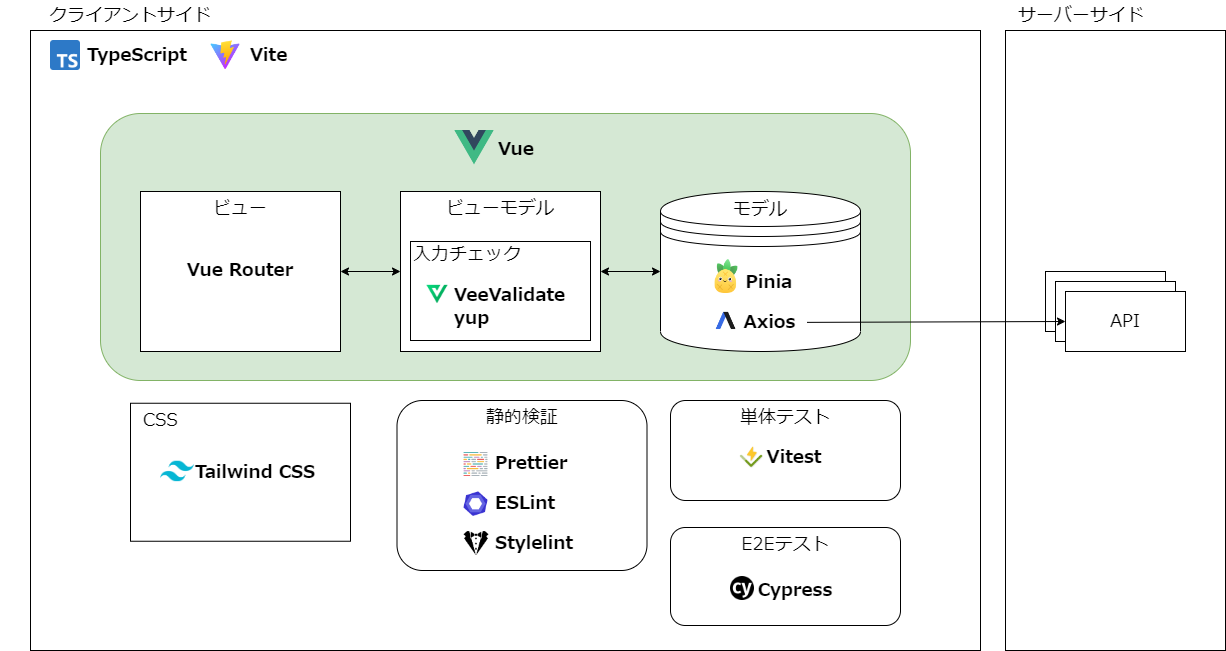 クライアントサイド
サーバーサイド
TS
TypeScript
Vite
Vue
ビュー
Vue Router
ビューモデル
入力チェック
VeeValidate
yup
モデル
Pinia
Axios
API
CSS
Tailwind CSS
静的検証
Prettier
ESLint
Stylelint
単体テスト
Vitest
E2Eテスト
cy
Cypress